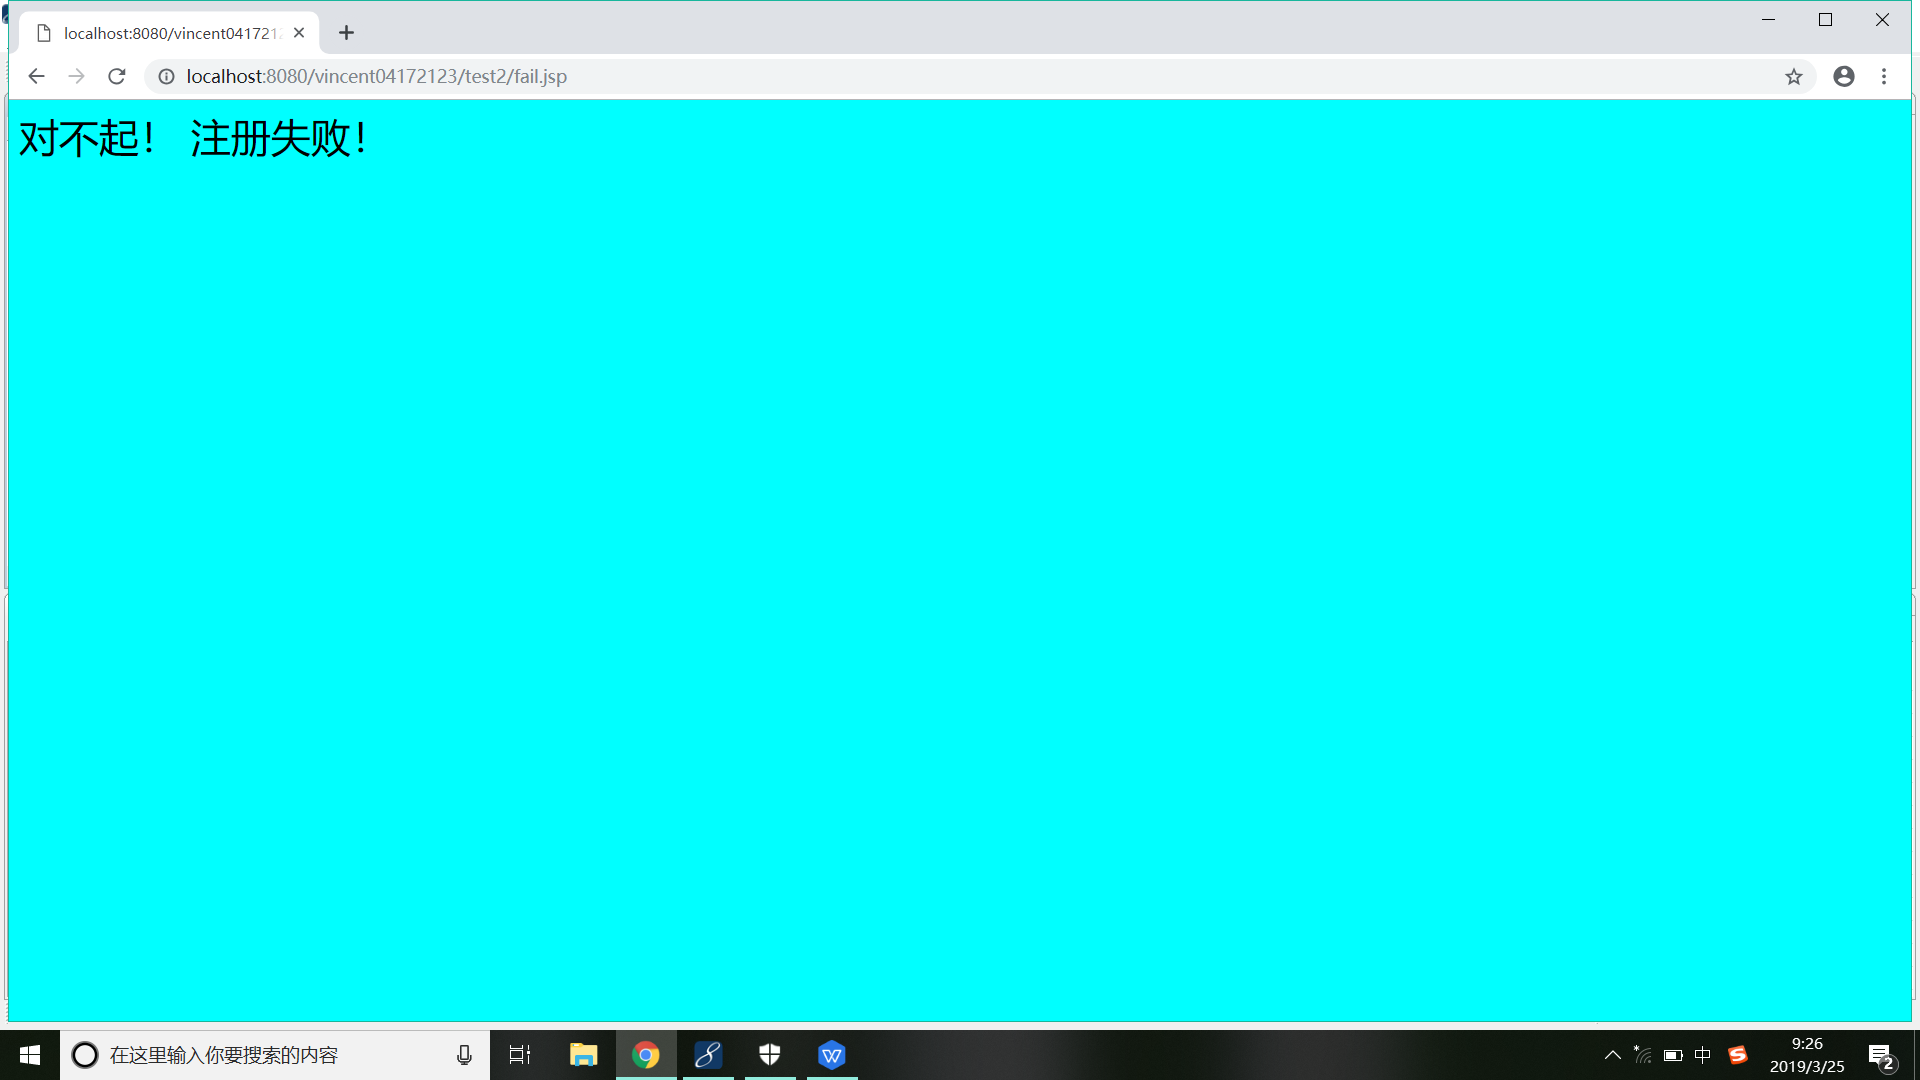 localhost:8080/vincent0417212
localhost:8080/vincent04172123/test2/fail.jsp
对不起！ 注册失败！
在这里输入你要搜索的内容
中
9:26
2019/3/25
2